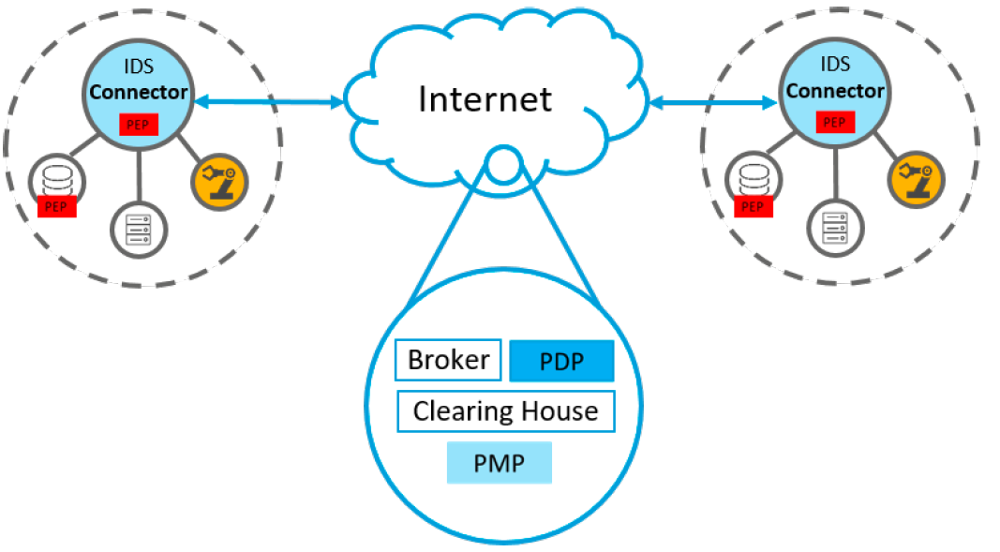 IDS
Connector
PEP
PEP
Internet
IDS
Connector
PEP
PEP
Broker
PDP
Clearing House
PMP